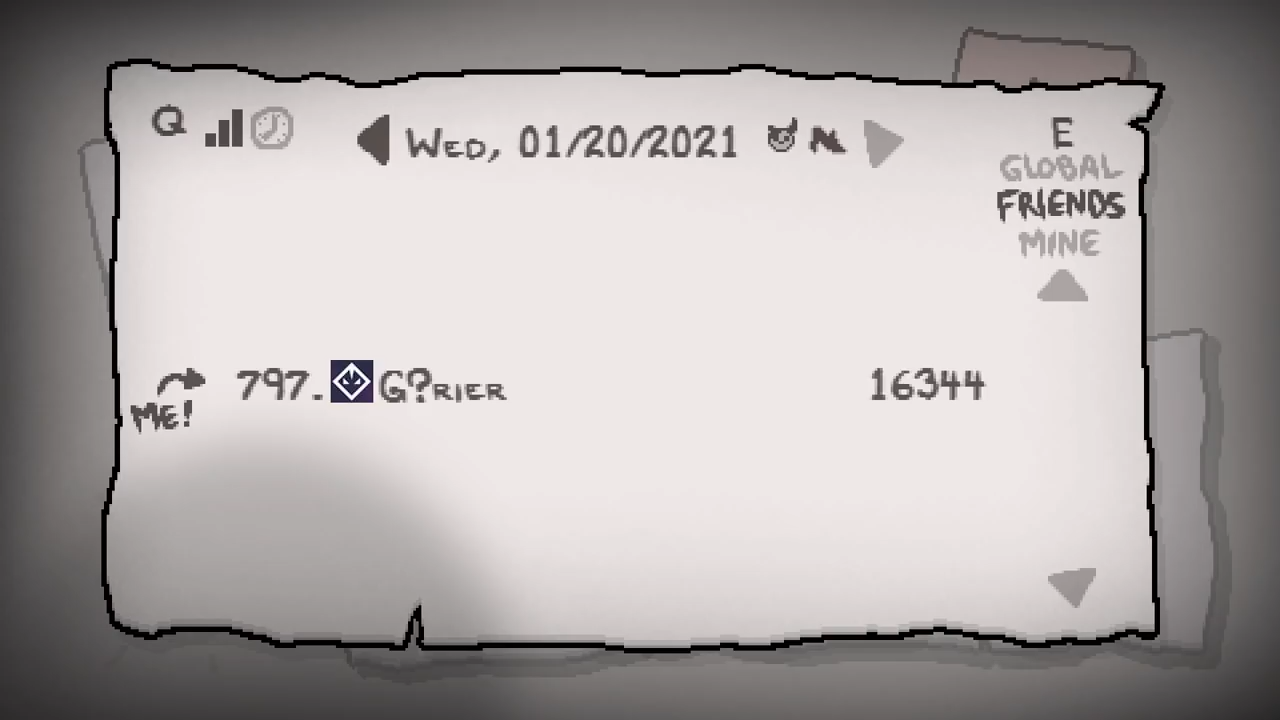 Q Wed, 01/20/2021 E
GLOBAL
FRIENDS
MINE
ME! 797. G?rier 16344